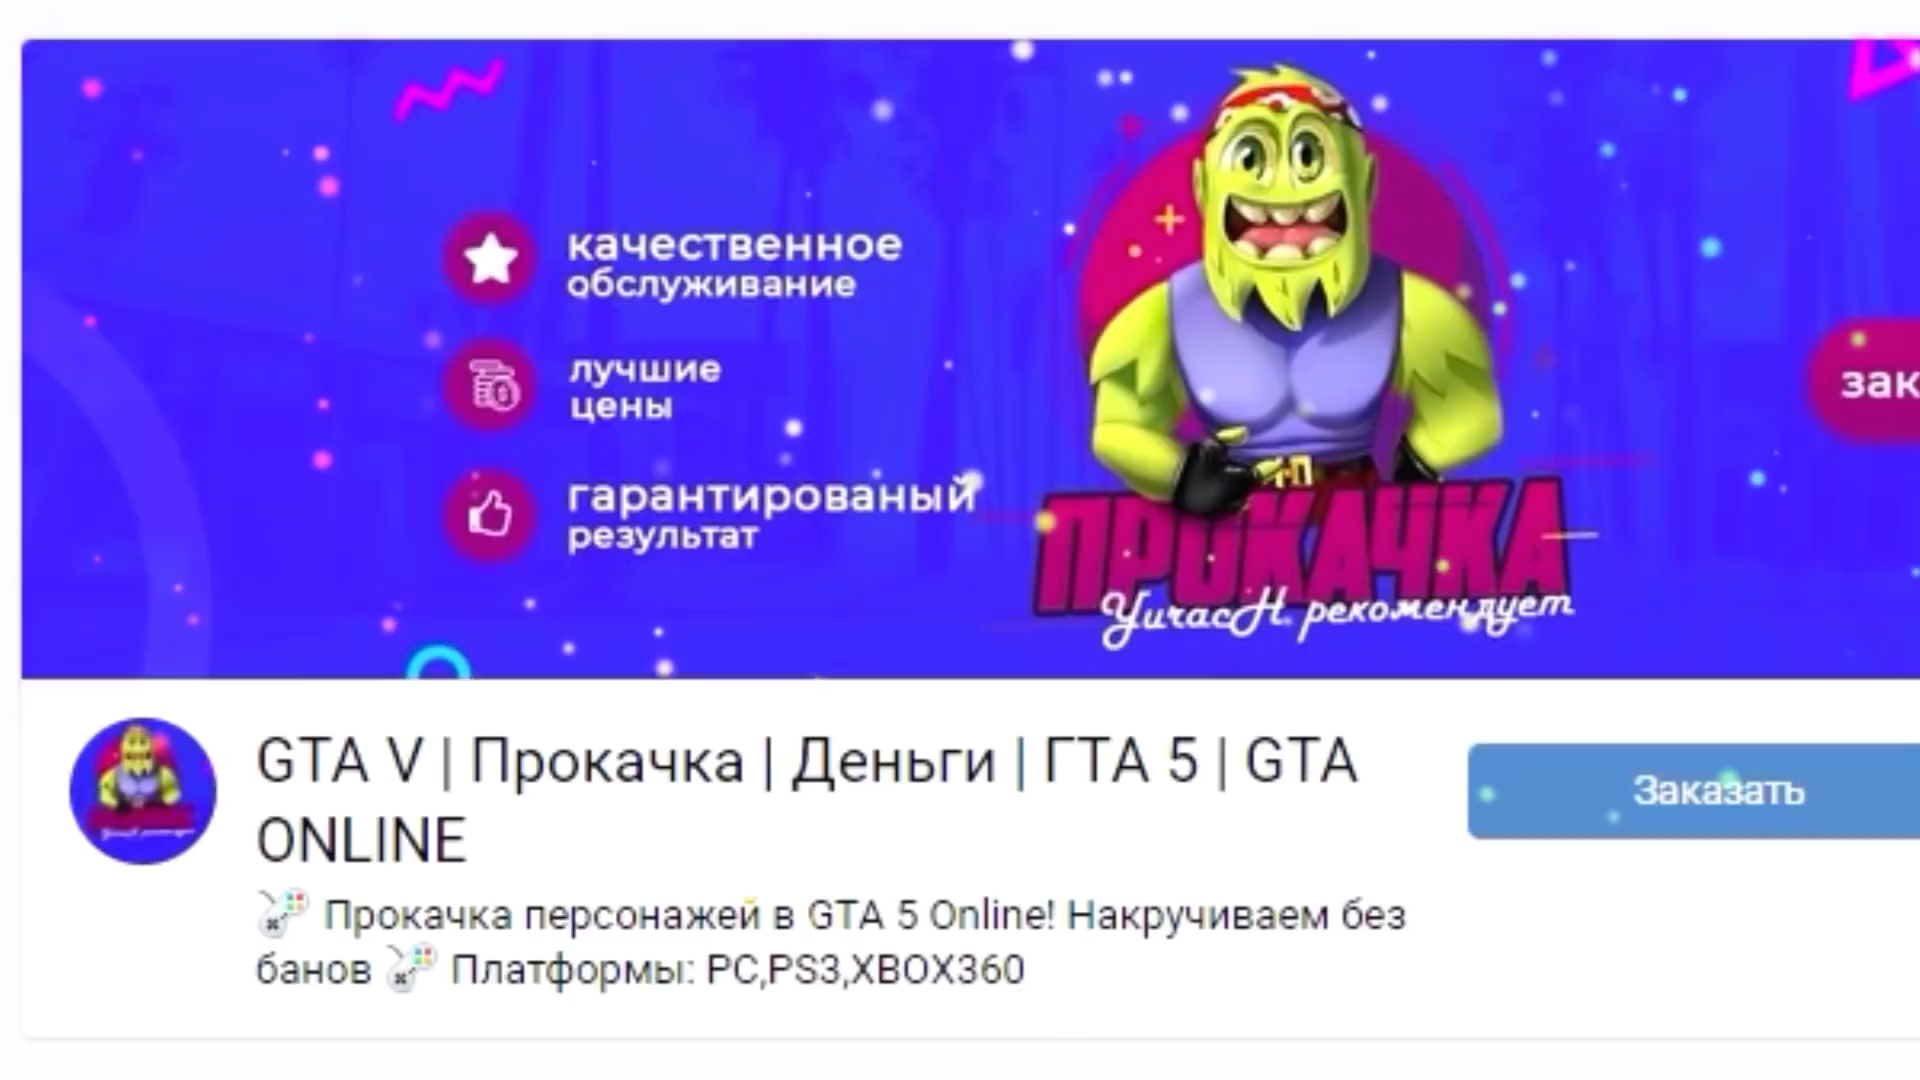 качественное
обслуживание
лучшие
цены
гарантированый
результат
зак
ПРОКАЧКА
УичасН рекомендует
GTA V | Прокачка | Деньги | ГТА 5 | GTA
ONLINE
Заказать
Прокачка персонажей в GTA 5 Online! Накручиваем без
банов Платформы: PC,PS3,XBOX360